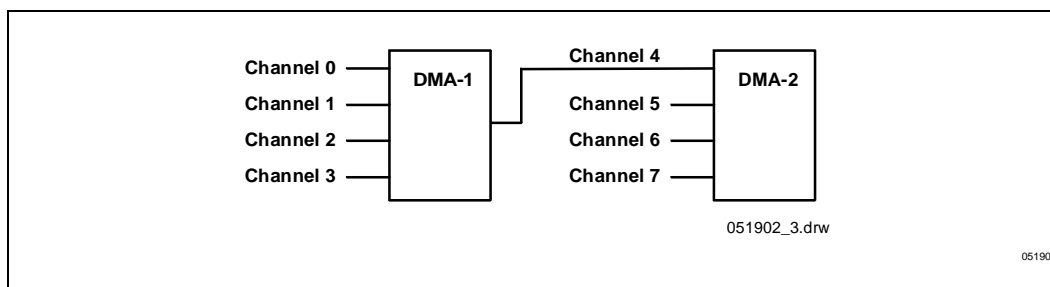 Channel 0
Channel 1
Channel 2
Channel 3
DMA-1
Channel 4
Channel 5
Channel 6
Channel 7
DMA-2
051902_3.drw
05190